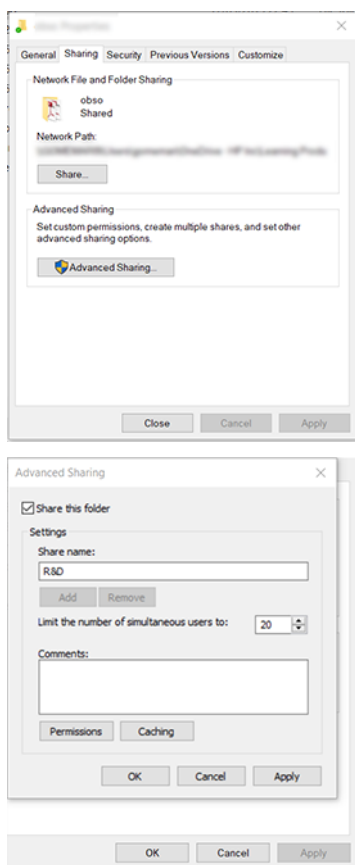 Properties
General Sharing Security Previous Versions Customize
Network File and Folder Sharing
obso
Shared
Network Path:
Share...
Advanced Sharing
Set custom permissions, create multiple shares, and set other
advanced sharing options.
Advanced Sharing...
Close Cancel Apply
Advanced Sharing
Share this folder
Settings
Share name:
R&D
Add Remove
Limit the number of simultaneous users to: 20
Comments:
Permissions Caching
OK Cancel Apply
OK Cancel Apply